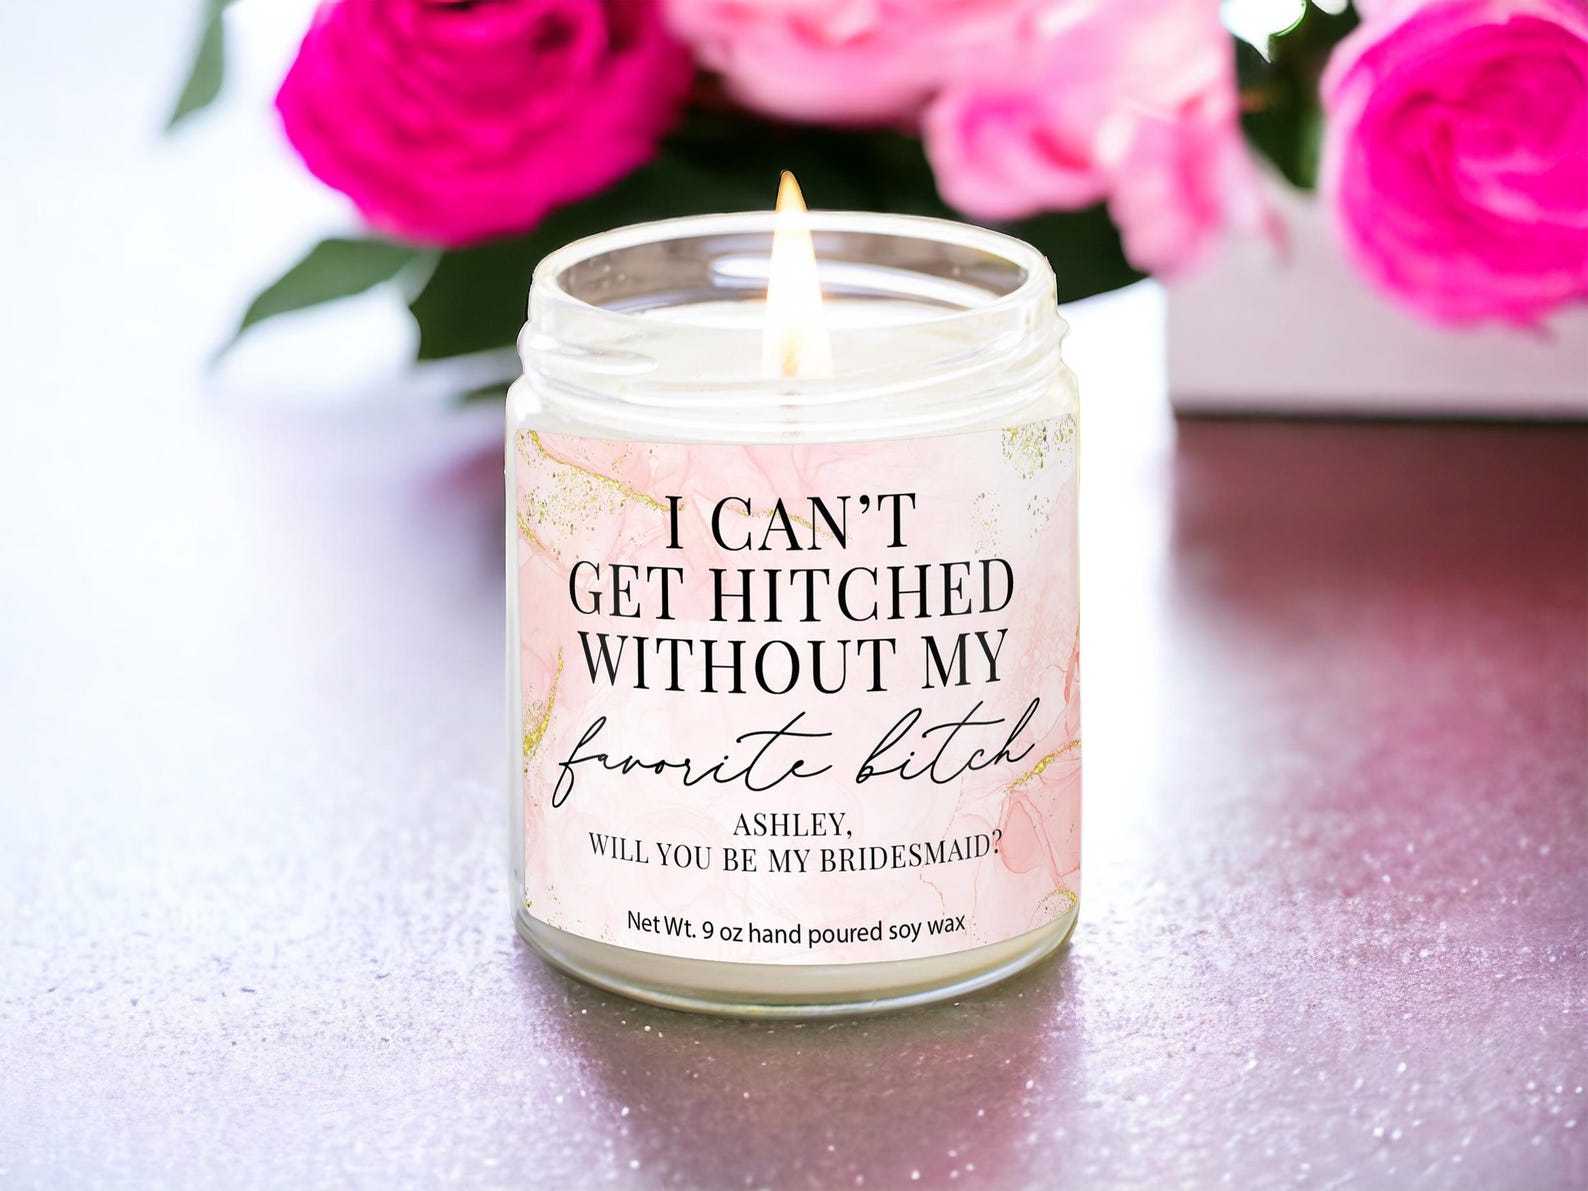 I CAN’T
GET HITCHED
WITHOUT MY
favorite bitch
ASHLEY,
WILL YOU BE MY BRIDESMAID?
Net Wt. 9 oz hand poured soy wax